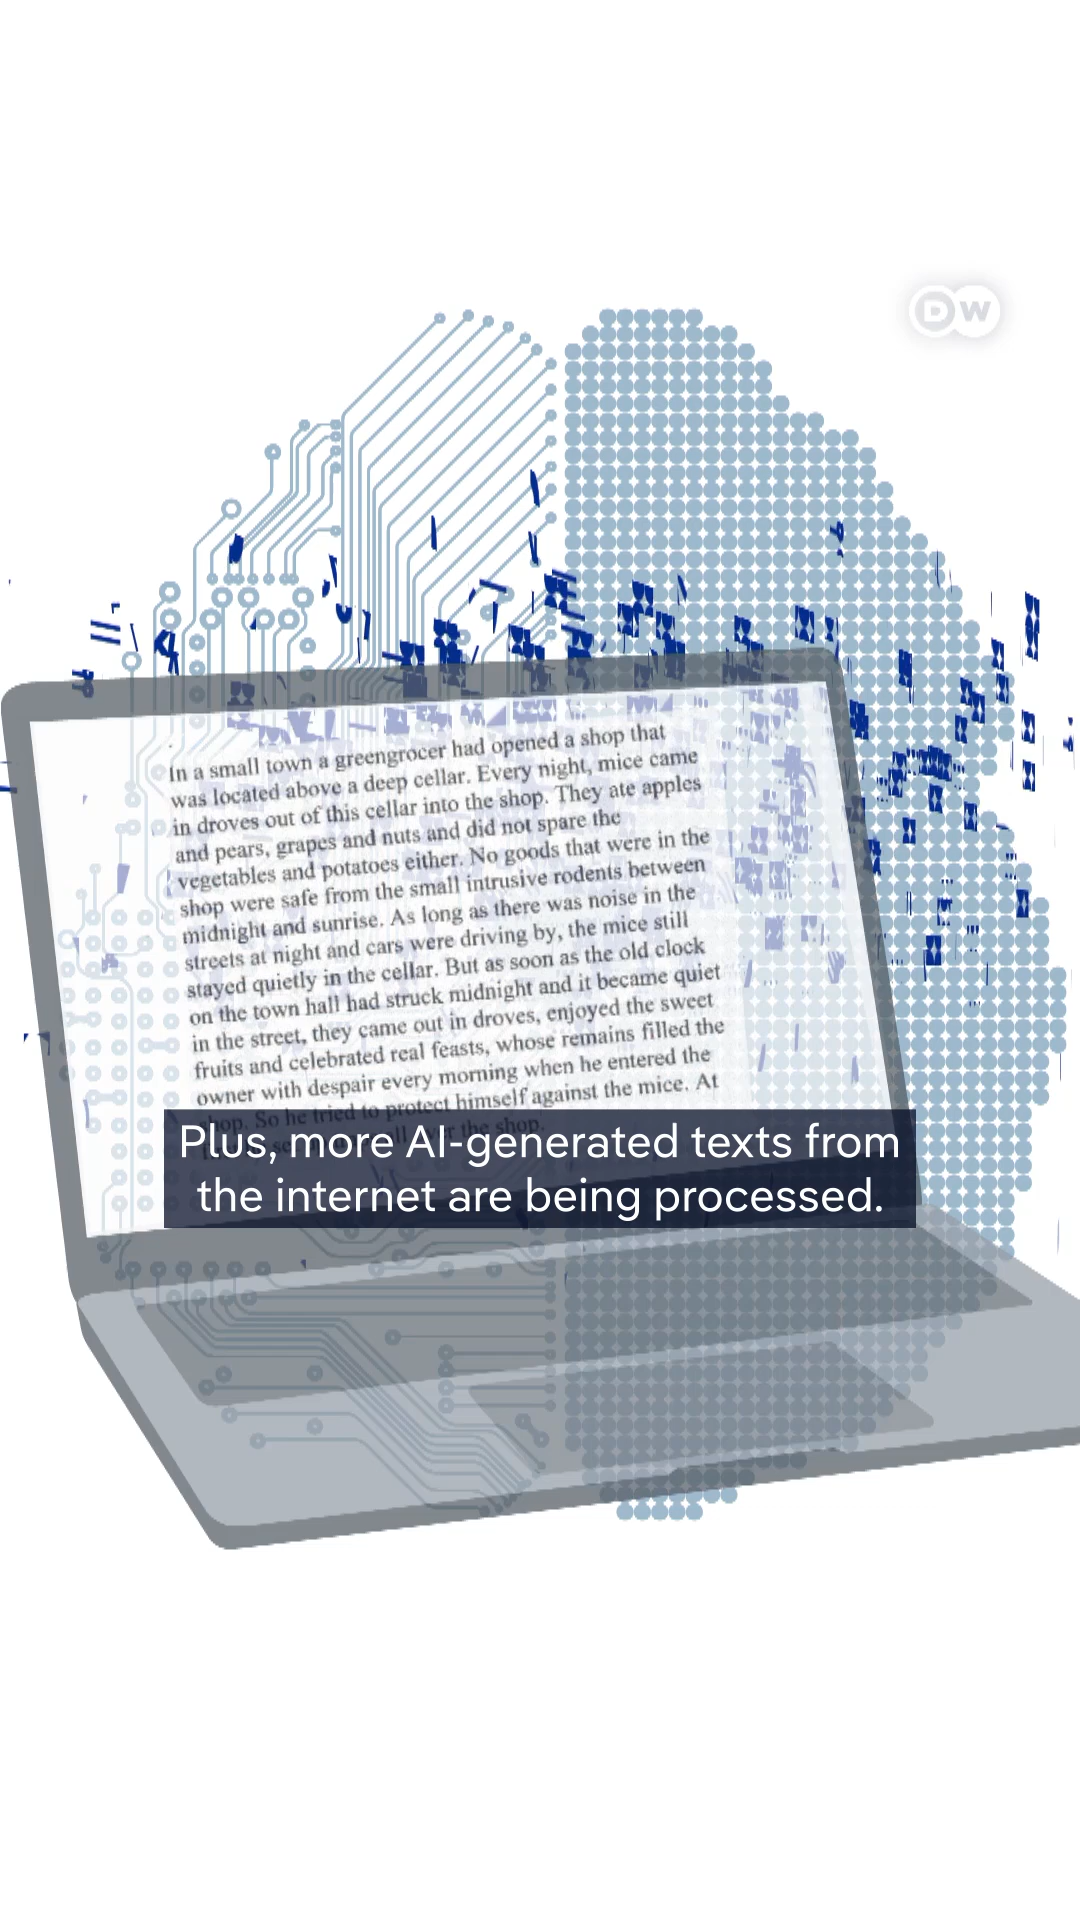 DW
In a small town a greengrocer had opened a shop that
was located above a deep cellar. Every night, mice came
in droves out of this cellar into the shop. They ate apples
and pears, grapes and nuts and did not spare the
vegetables and potatoes either. No goods that were in the
shop were safe from the small intrusive rodents between
midnight and sunrise. As long as there was noise in the
streets at night and cars were driving by, the mice still
stayed quietly in the cellar. But as soon as the old clock
on the town hall had struck midnight and it became quiet
in the street, they came out in droves, enjoyed the sweet
fruits and celebrated real feasts, whose remains filled the
owner with despair every morning when he entered the
shop. So he tried to protect himself against the mice. At
the shop.
Plus, more AI-generated texts from
the internet are being processed.